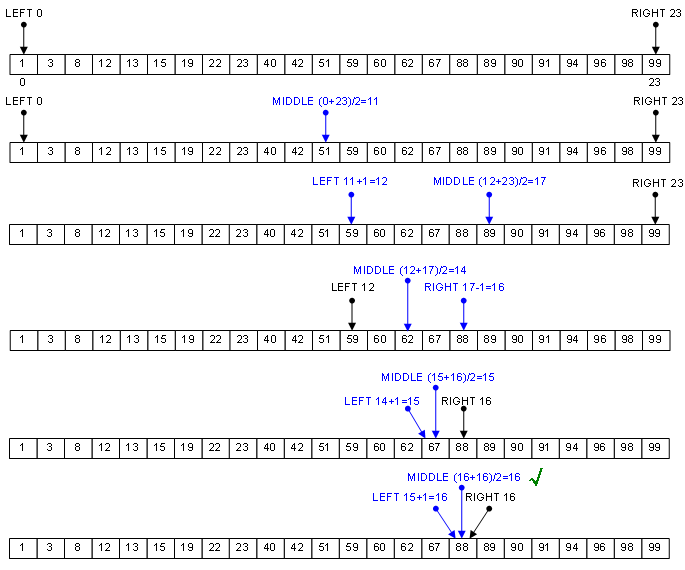 LEFT 0 RIGHT 23
1 3 8 12 13 15 19 22 23 40 42 51 59 60 62 67 88 89 90 91 94 96 98 99
0 23
LEFT 0 MIDDLE (0+23)/2=11 RIGHT 23
1 3 8 12 13 15 19 22 23 40 42 51 59 60 62 67 88 89 90 91 94 96 98 99
LEFT 11+1=12 MIDDLE (12+23)/2=17 RIGHT 23
1 3 8 12 13 15 19 22 23 40 42 51 59 60 62 67 88 89 90 91 94 96 98 99
MIDDLE (12+17)/2=14
LEFT 12 RIGHT 17-1=16
1 3 8 12 13 15 19 22 23 40 42 51 59 60 62 67 88 89 90 91 94 96 98 99
MIDDLE (15+16)/2=15
LEFT 14+1=15 RIGHT 16
1 3 8 12 13 15 19 22 23 40 42 51 59 60 62 67 88 89 90 91 94 96 98 99
MIDDLE (16+16)/2=16
LEFT 15+1=16 RIGHT 16
1 3 8 12 13 15 19 22 23 40 42 51 59 60 62 67 88 89 90 91 94 96 98 99